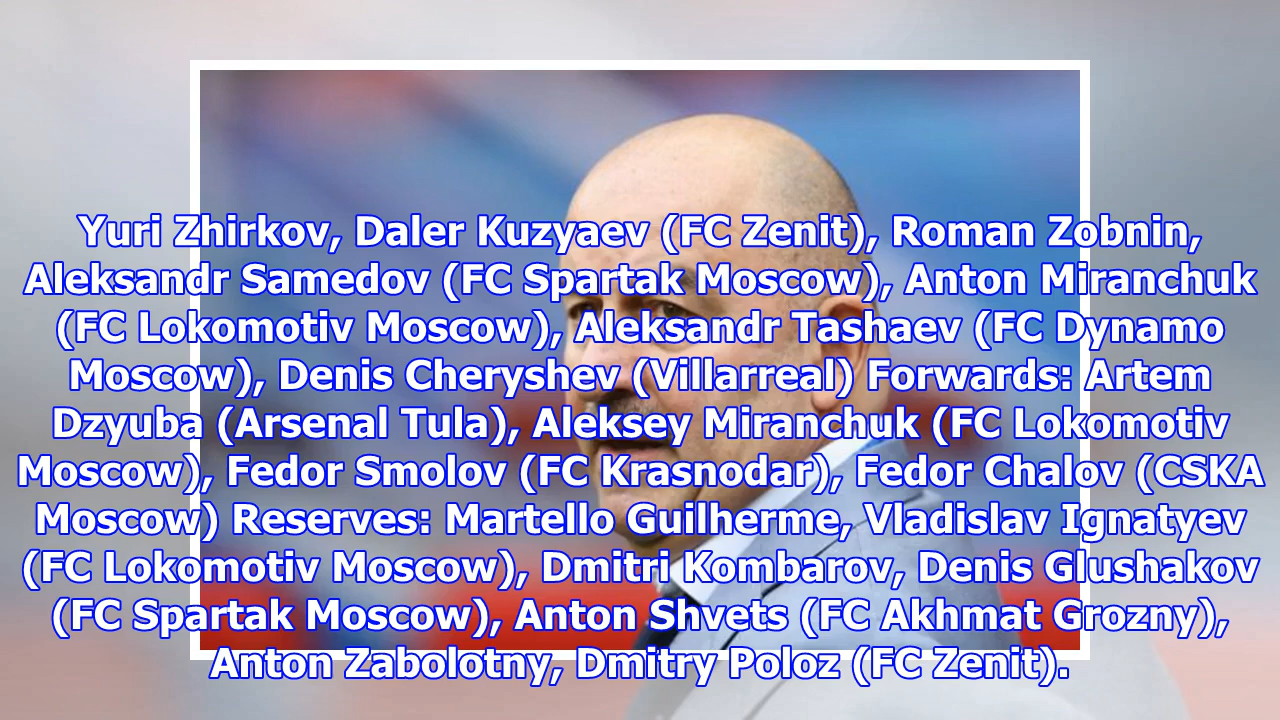 Yuri Zhirkov, Daler Kuzyaev (FC Zenit), Roman Zobnin,
Aleksandr Samedov (FC Spartak Moscow), Anton Miranchuk
(FC Lokomotiv Moscow), Aleksandr Tashaev (FC Dynamo
Moscow), Denis Cheryshev (Villarreal) Forwards: Artem
Dzyuba (Arsenal Tula), Aleksey Miranchuk (FC Lokomotiv
Moscow), Fedor Smolov (FC Krasnodar), Fedor Chalov (CSKA
Moscow) Reserves: Martello Guilherme, Vladislav Ignatyev
(FC Lokomotiv Moscow), Dmitri Kombarov, Denis Glushakov
(FC Spartak Moscow), Anton Shvets (FC Akhmat Grozny),
Anton Zabolotny, Dmitry Poloz (FC Zenit).